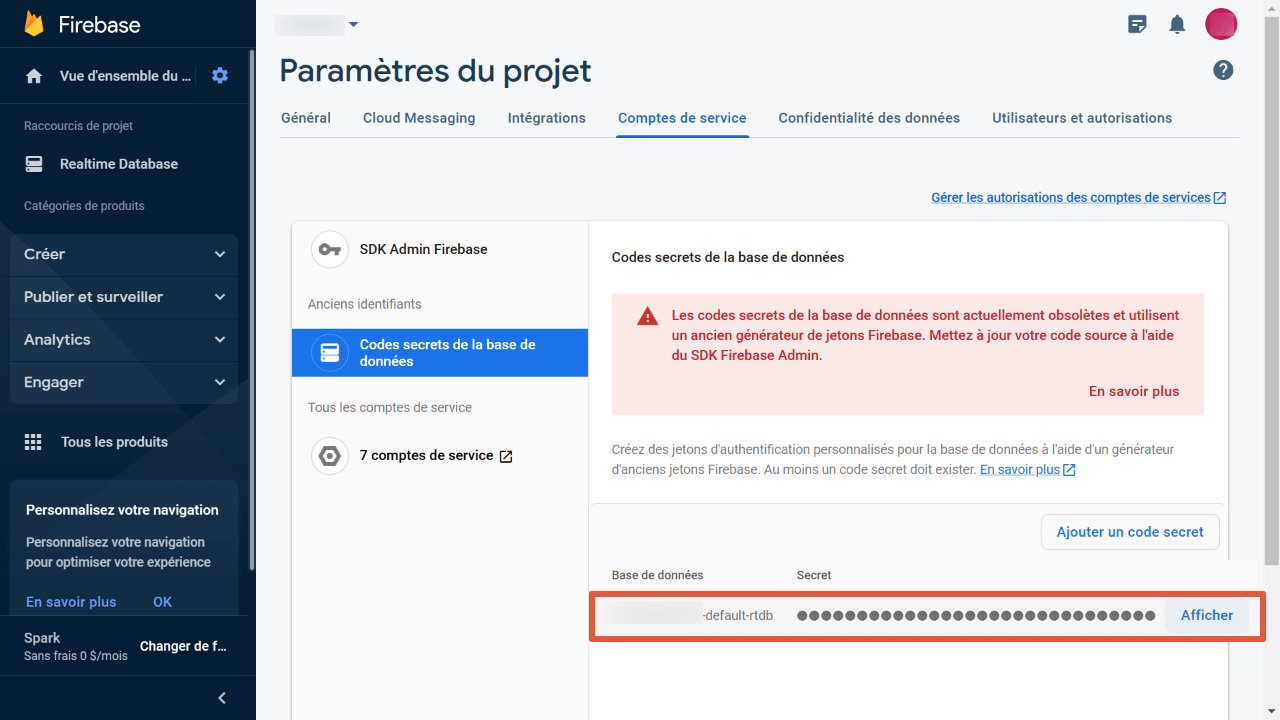 Firebase
Vue d'ensemble du ...
Raccourcis de projet
Realtime Database
Catégories de produits
Créer
Publier et surveiller
Analytics
Engager
Tous les produits
Personnalisez votre navigation
Personnalisez votre navigation
pour optimiser votre expérience
En savoir plus OK
Spark
Sans frais 0 $/mois
Changer de f...
Paramètres du projet
Général Cloud Messaging Intégrations Comptes de service Confidentialité des données Utilisateurs et autorisations
Gérer les autorisations des comptes de services
SDK Admin Firebase
Anciens identifiants
Codes secrets de la base de
données
Tous les comptes de service
7 comptes de service
Codes secrets de la base de données
Les codes secrets de la base de données sont actuellement obsolètes et utilisent
un ancien générateur de jetons Firebase. Mettez à jour votre code source à l'aide
du SDK Firebase Admin.
En savoir plus
Créez des jetons d'authentification personnalisés pour la base de données à l'aide d'un générateur
d'anciens jetons Firebase. Au moins un code secret doit exister. En savoir plus
Ajouter un code secret
Base de données Secret
-default-rtdb ●●●●●●●●●●●●●●●●●●●●●●●●●●●●●● Afficher